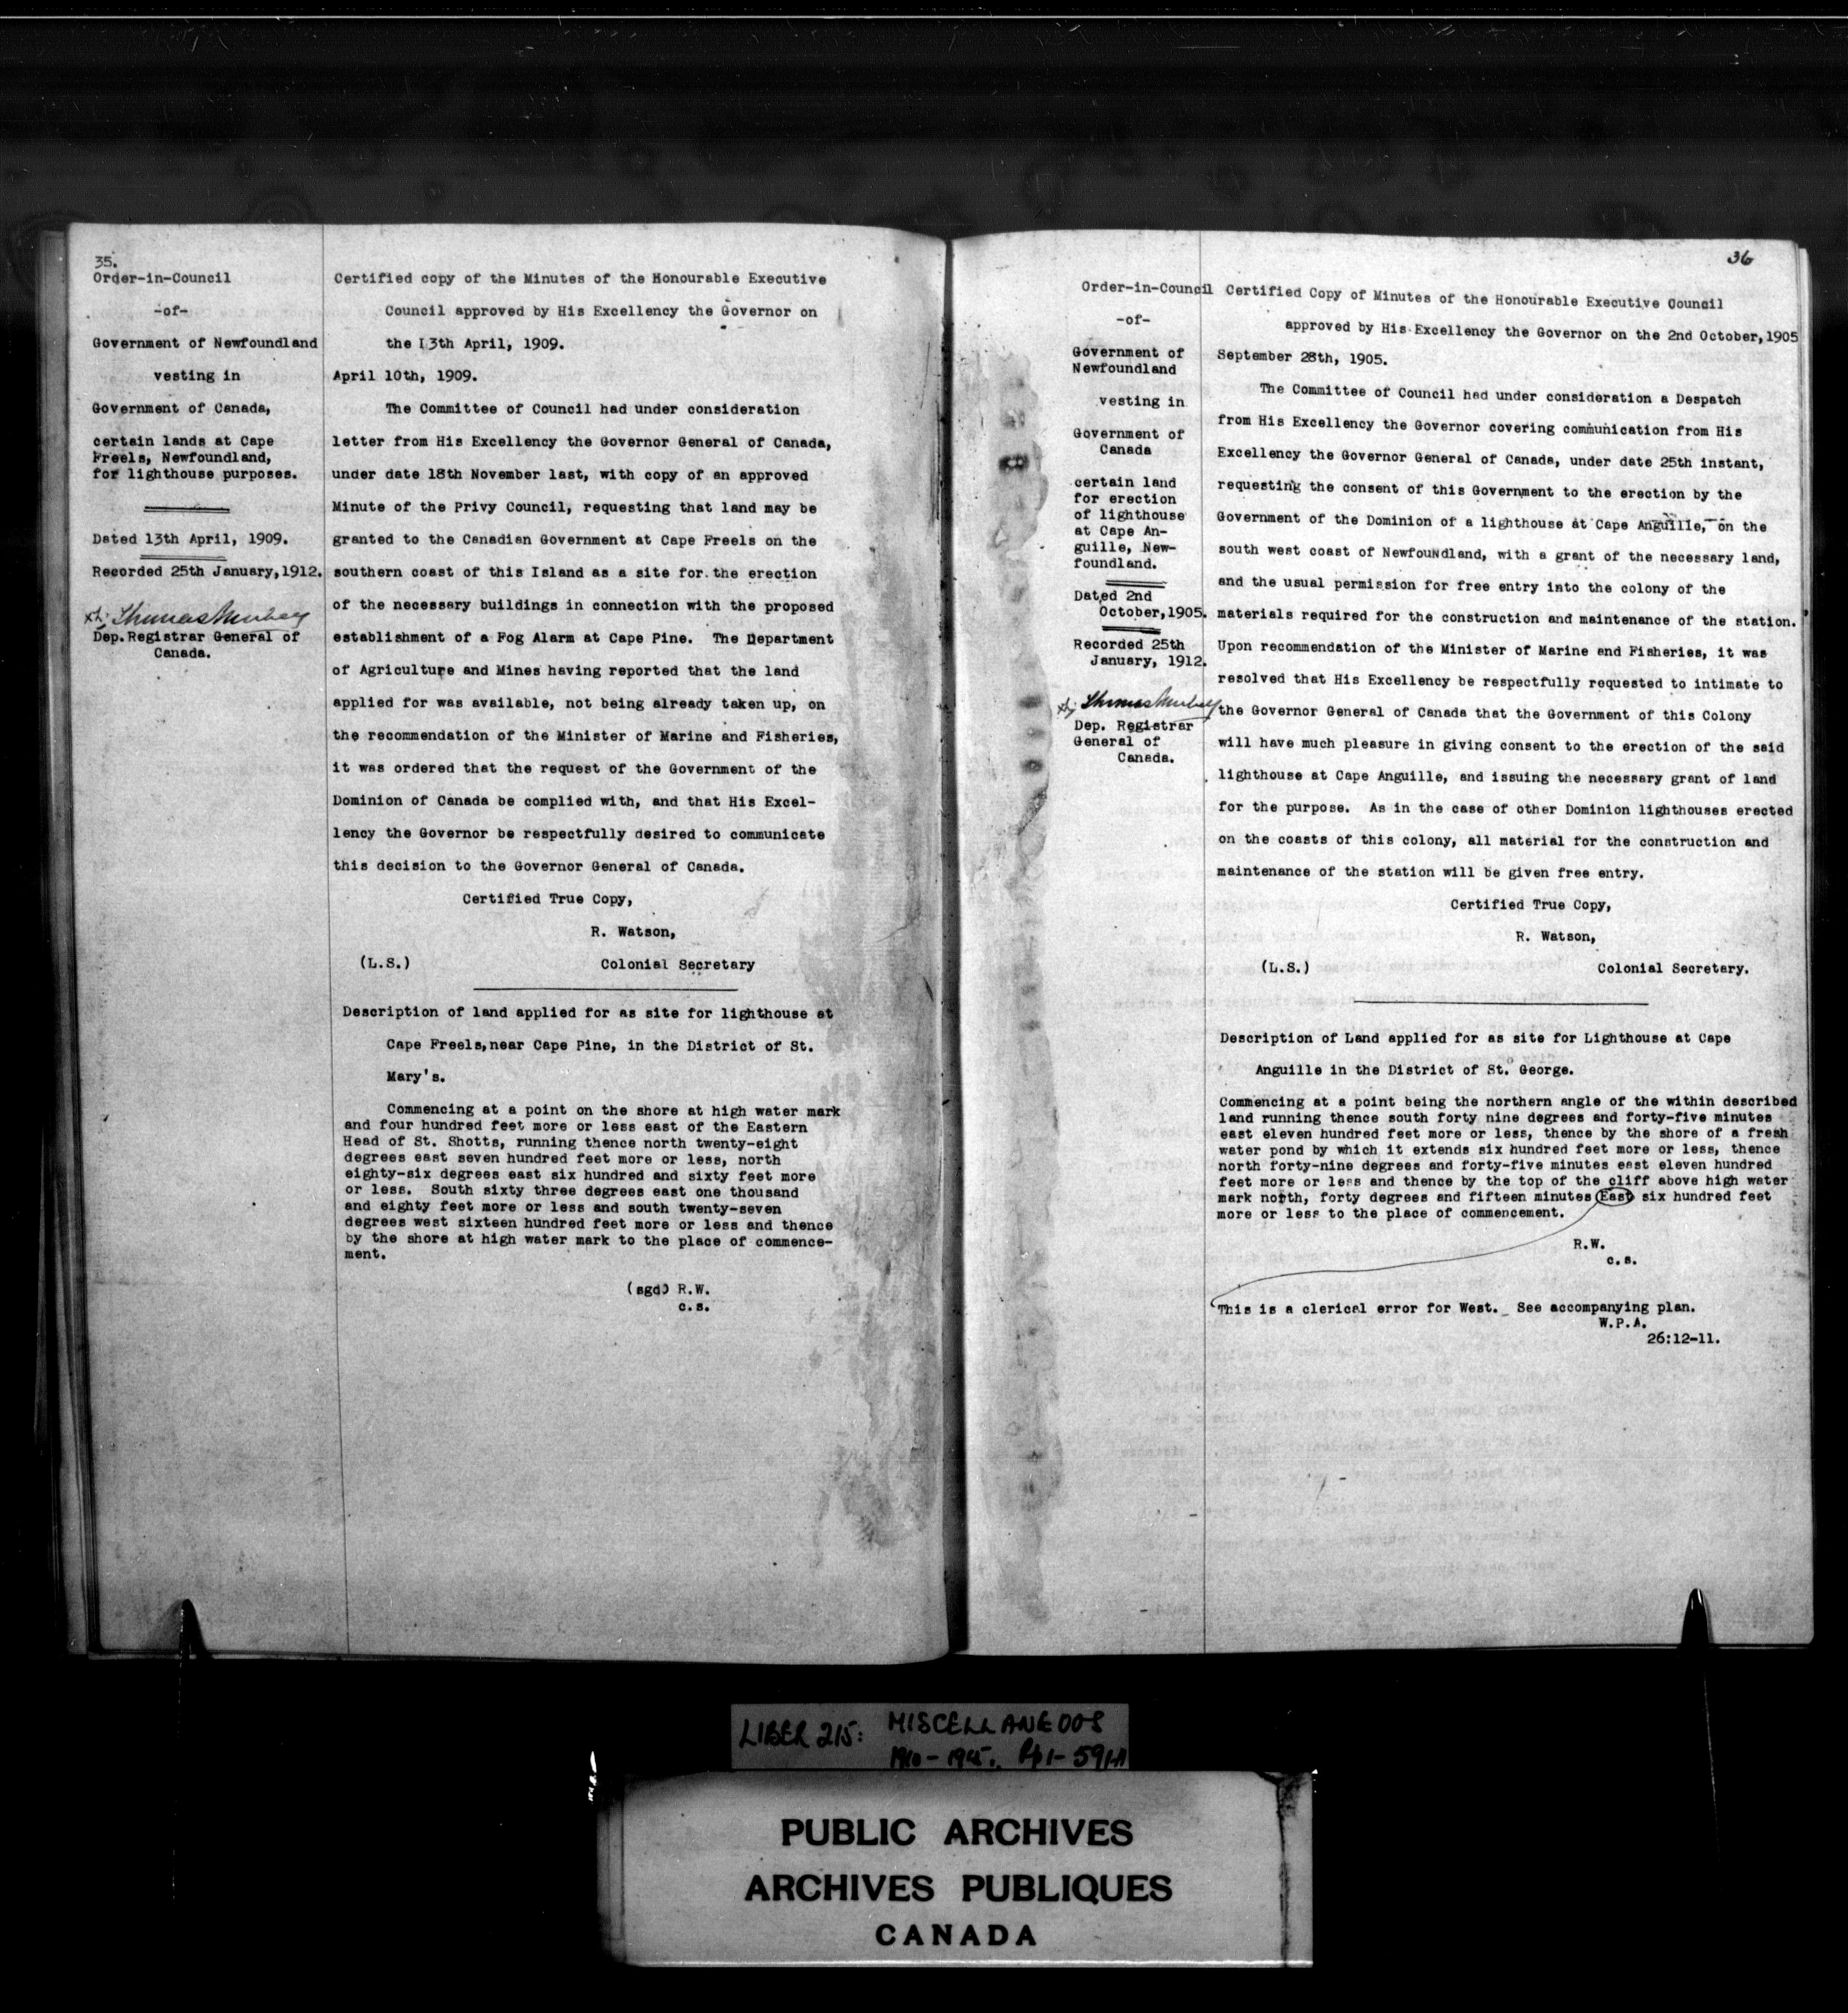 35.
Order-in-Council
-of-
Government of Newfoundland
vesting in
Government of Canada,
certain lands at Cape
Freels, Newfoundland,
for lighthouse purposes.
Dated 13th April, 1909.
Recorded 25th January,1912.
Dep.Registrar General of
Canada.
Certified copy of the Minutes of the Honourable Executive
Council approved by His Excellency the Governor on
the 13th April, 1909.
April 10th, 1909.
The Committee of Council had under consideration
letter from His Excellency the Governor General of Canada,
under date 18th November last, with copy of an approved
Minute of the Privy Council, requesting that land may be
granted to the Canadian Government at Cape Freels on the
southern coast of this Island as a site for the erection
of the necessary buildings in connection with the proposed
establishment of a Fog Alarm at Cape Pine. The Department
of Agriculture and Mines having reported that the land
applied for was available, not being already taken up, on
the recommendation of the Minister of Marine and Fisheries,
it was ordered that the request of the Government of the
Dominion of Canada be complied with, and that His Excel-
lency the Governor be respectfully desired to communicate
this decision to the Governor General of Canada.
Certified True Copy,
R. Watson,
(L.S.) Colonial Secretary
Description of land applied for as site for lighthouse at
Cape Freels,near Cape Pine, in the District of St.
Mary's.
Commencing at a point on the shore at high water mark
and four hundred feet more or less east of the Eastern
Head of St. Shotts, running thence north twenty-eight
degrees east seven hundred feet more or less, north
eighty-six degrees east six hundred and sixty feet more
or less. South sixty three degrees east one thousand
and eighty feet more or less and south twenty-seven
degrees west sixteen hundred feet more or less and thence
by the shore at high water mark to the place of commence-
ment.
(sgd) R.W.
c.s.
36
Order-in-Council
-of-
Government of
Newfoundland
vesting in
Government of
Canada
certain land
for erection
of lighthouse
at Cape An-
guille, New-
foundland.
Dated 2nd
October,1905.
Recorded 25th
January, 1912.
Dep. Registrar
General of
Canada.
Certified Copy of Minutes of the Honourable Executive Council
approved by His Excellency the Governor on the 2nd October,1905
September 28th, 1905.
The Committee of Council had under consideration a Despatch
from His Excellency the Governor covering communication from His
Excellency the Governor General of Canada, under date 25th instant,
requesting the consent of this Government to the erection by the
Government of the Dominion of a lighthouse at Cape Anguille, on the
south west coast of NewfouNdland, with a grant of the necessary land,
and the usual permission for free entry into the colony of the
materials required for the construction and maintenance of the station.
Upon recommendation of the Minister of Marine and Fisheries, it was
resolved that His Excellency be respectfully requested to intimate to
the Governor General of Canada that the Government of this Colony
will have much pleasure in giving consent to the erection of the said
lighthouse at Cape Anguille, and issuing the necessary grant of land
for the purpose. As in the case of other Dominion lighthouses erected
on the coasts of this colony, all material for the construction and
maintenance of the station will be given free entry.
Certified True Copy,
R. Watson,
(L.S.) Colonial Secretary.
Description of Land applied for as site for Lighthouse at Cape
Anguille in the District of St. George.
Commencing at a point being the northern angle of the within described
land running thence south forty nine degrees and forty-five minutes
east eleven hundred feet more or less, thence by the shore of a fresh
water pond by which it extends six hundred feet more or less, thence
north forty-nine degrees and forty-five minutes east eleven hundred
feet more or less and thence by the top of the cliff above high water
mark north, forty degrees and fifteen minutes East six hundred feet
more or less to the place of commencement.
R.W.
c.s.
This is a clerical error for West. See accompanying plan.
W.P.A.
26:12-11.
LIBER 215: MISCELLANEOUS
1910-1945. Pp 1-591A
PUBLIC ARCHIVES
ARCHIVES PUBLIQUES
CANADA